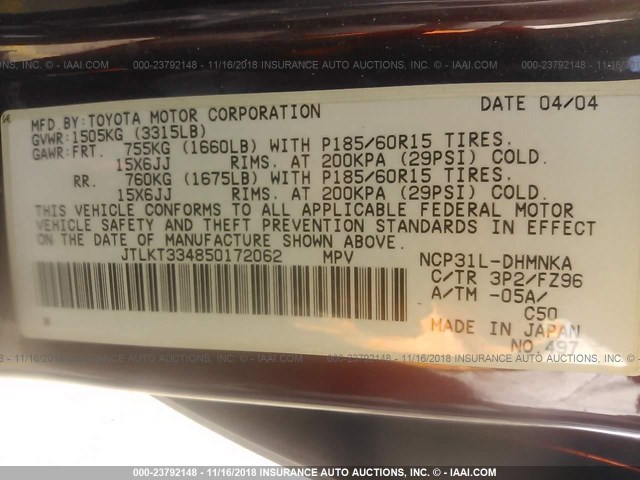 000-23792148 - 11/16/2018 INSURANCE AUTO AUCTIONS (C) - IAAI.COM
MFD.BY:TOYOTA MOTOR CORPORATION DATE 04/04
GVWR:1505KG (3315LB)
GAWR:FRT. 755KG (1660LB) WITH P185/60R15 TIRES.
15X6JJ RIMS. AT 200KPA (29PSI) COLD.
RR. 760KG (1675LB) WITH P185/60R15 TIRES.
15X6JJ RIMS. AT 200KPA (29PSI) COLD.
THIS VEHICLE CONFORMS TO ALL APPLICABLE FEDERAL MOTOR
VEHICLE SAFETY AND THEFT PREVENTION STANDARDS IN EFFECT
ON THE DATE OF MANUFACTURE SHOWN ABOVE.
JTLKT334850172062 MPV NCP31L-DHMNKA
C/TR 3P2/FZ96
A/TM -05A/
C50
MADE IN JAPAN
NO.497
000-23792148 - 11/16/2018 INSURANCE AUTO AUCTIONS (C) - IAAI.COM
000-23792148 - 11/16/2018 INSURANCE AUTO AUCTIONS (C) - IAAI.COM